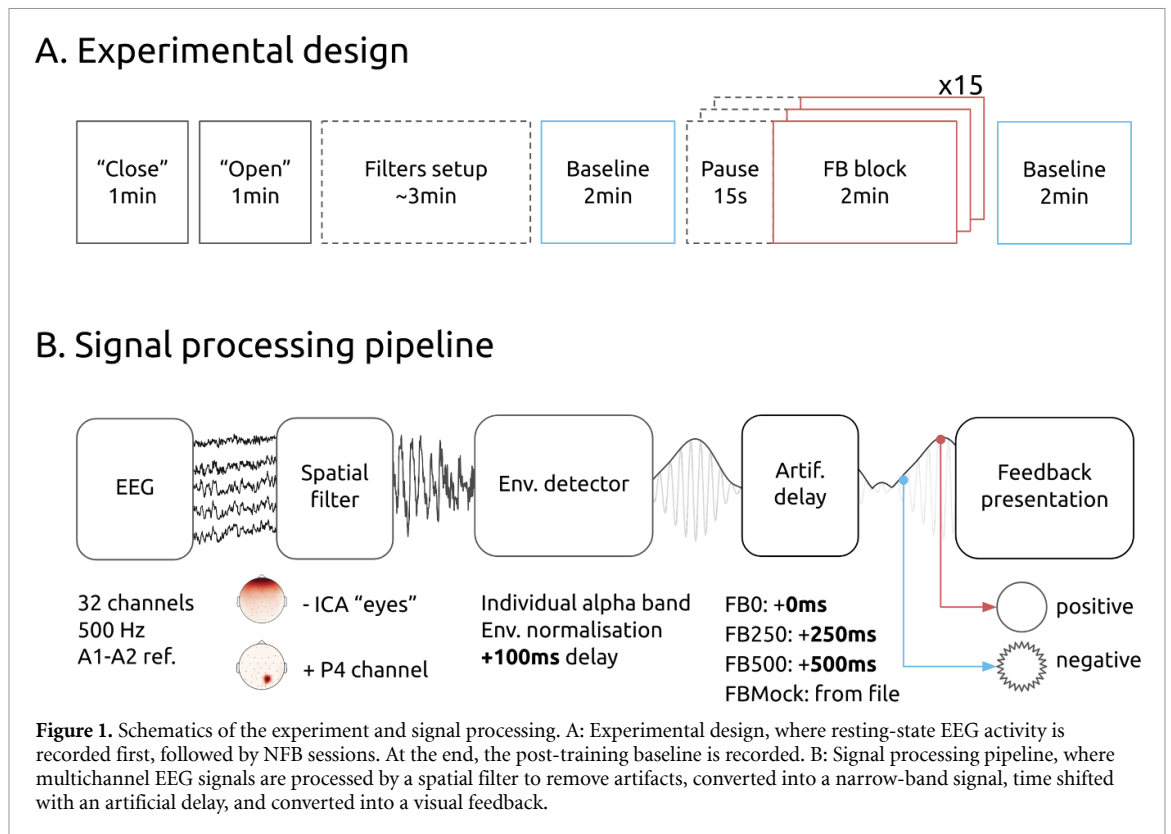 A. Experimental design
x15
“Close”
1min
“Open”
1min
Filters setup
~3min
Baseline
2min
Pause
15s
FB block
2min
Baseline
2min
B. Signal processing pipeline
EEG
Spatial
filter
Env. detector
Artif.
delay
Feedback
presentation
32 channels
500 Hz
A1-A2 ref.
- ICA “eyes”
+ P4 channel
Individual alpha band
Env. normalisation
+100ms delay
FB0: +0ms
FB250: +250ms
FB500: +500ms
FBMock: from file
positive
negative
Figure 1. Schematics of the experiment and signal processing. A: Experimental design, where resting-state EEG activity is
recorded first, followed by NFB sessions. At the end, the post-training baseline is recorded. B: Signal processing pipeline, where
multichannel EEG signals are processed by a spatial filter to remove artifacts, converted into a narrow-band signal, time shifted
with an artificial delay, and converted into a visual feedback.